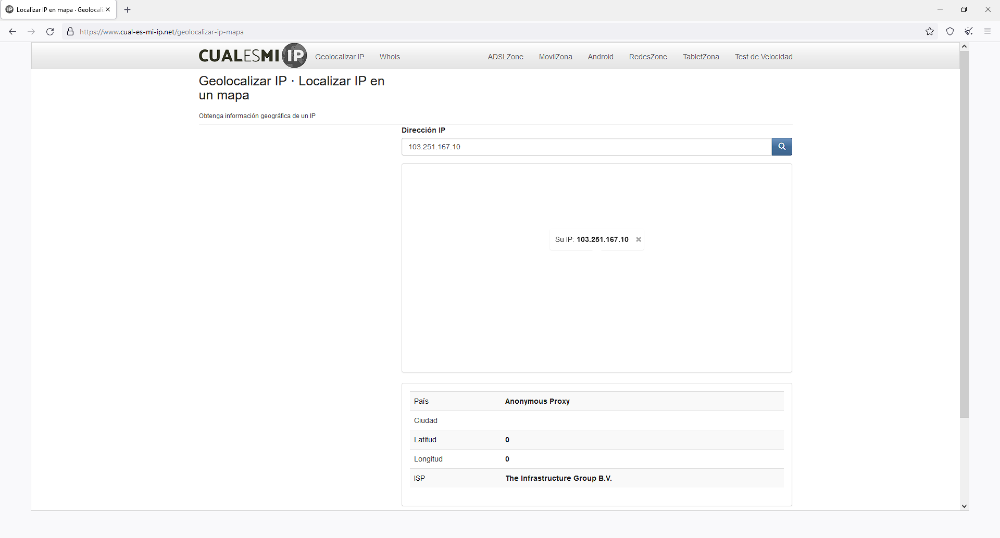 Localizar IP en mapa · Geolocali
https://www.cual-es-mi-ip.net/geolocalizar-ip-mapa
CUALESMI IP
Geolocalizar IP
Whois
ADSLZone
MovilZona
Android
RedesZone
TabletZona
Test de Velocidad
Geolocalizar IP · Localizar IP en
un mapa
Obtenga información geográfica de un IP
Dirección IP
103.251.167.10
Su IP: 103.251.167.10
País Anonymous Proxy
Ciudad
Latitud 0
Longitud 0
ISP The Infrastructure Group B.V.